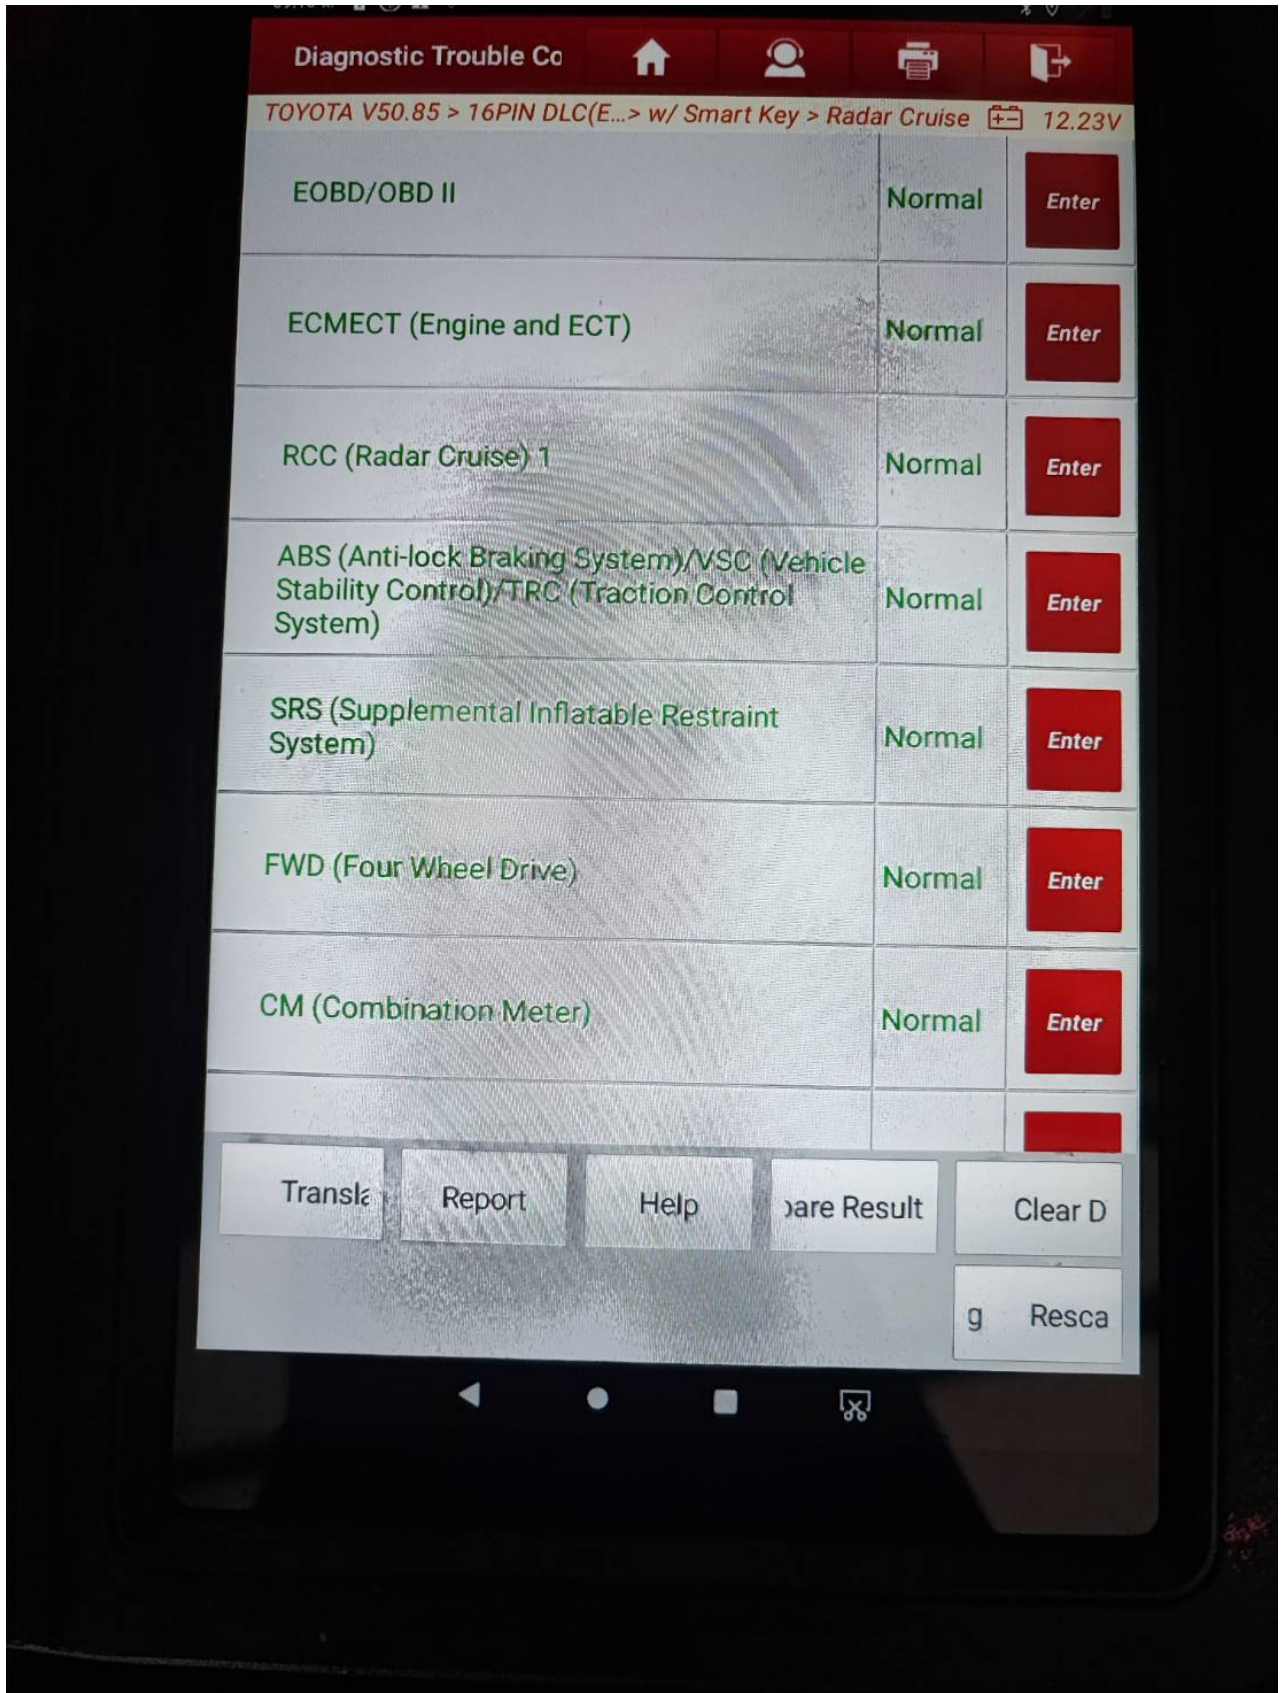 Diagnostic Trouble Co
TOYOTA V50.85 > 16PIN DLC(E...> w/ Smart Key > Radar Cruise 12.23V
EOBD/OBD II Normal Enter
ECMECT (Engine and ECT) Normal Enter
RCC (Radar Cruise) 1 Normal Enter
ABS (Anti-lock Braking System)/VSC (Vehicle
Stability Control)/TRC (Traction Control Normal Enter
System)
SRS (Supplemental Inflatable Restraint
System) Normal Enter
FWD (Four Wheel Drive) Normal Enter
CM (Combination Meter) Normal Enter
Transla Report Help pare Result Clear D
g Resca